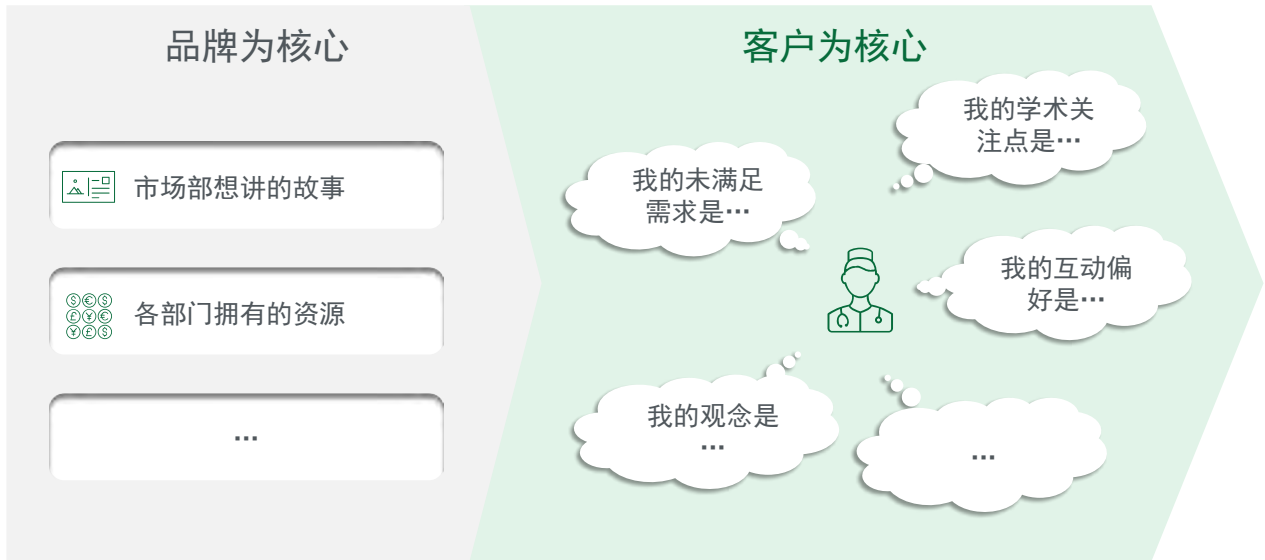 品牌为核心
市场部想讲的故事
各部门拥有的资源
…
客户为核心
我的学术关
注点是…
我的未满足
需求是…
我的互动偏
好是…
我的观念是
…
…